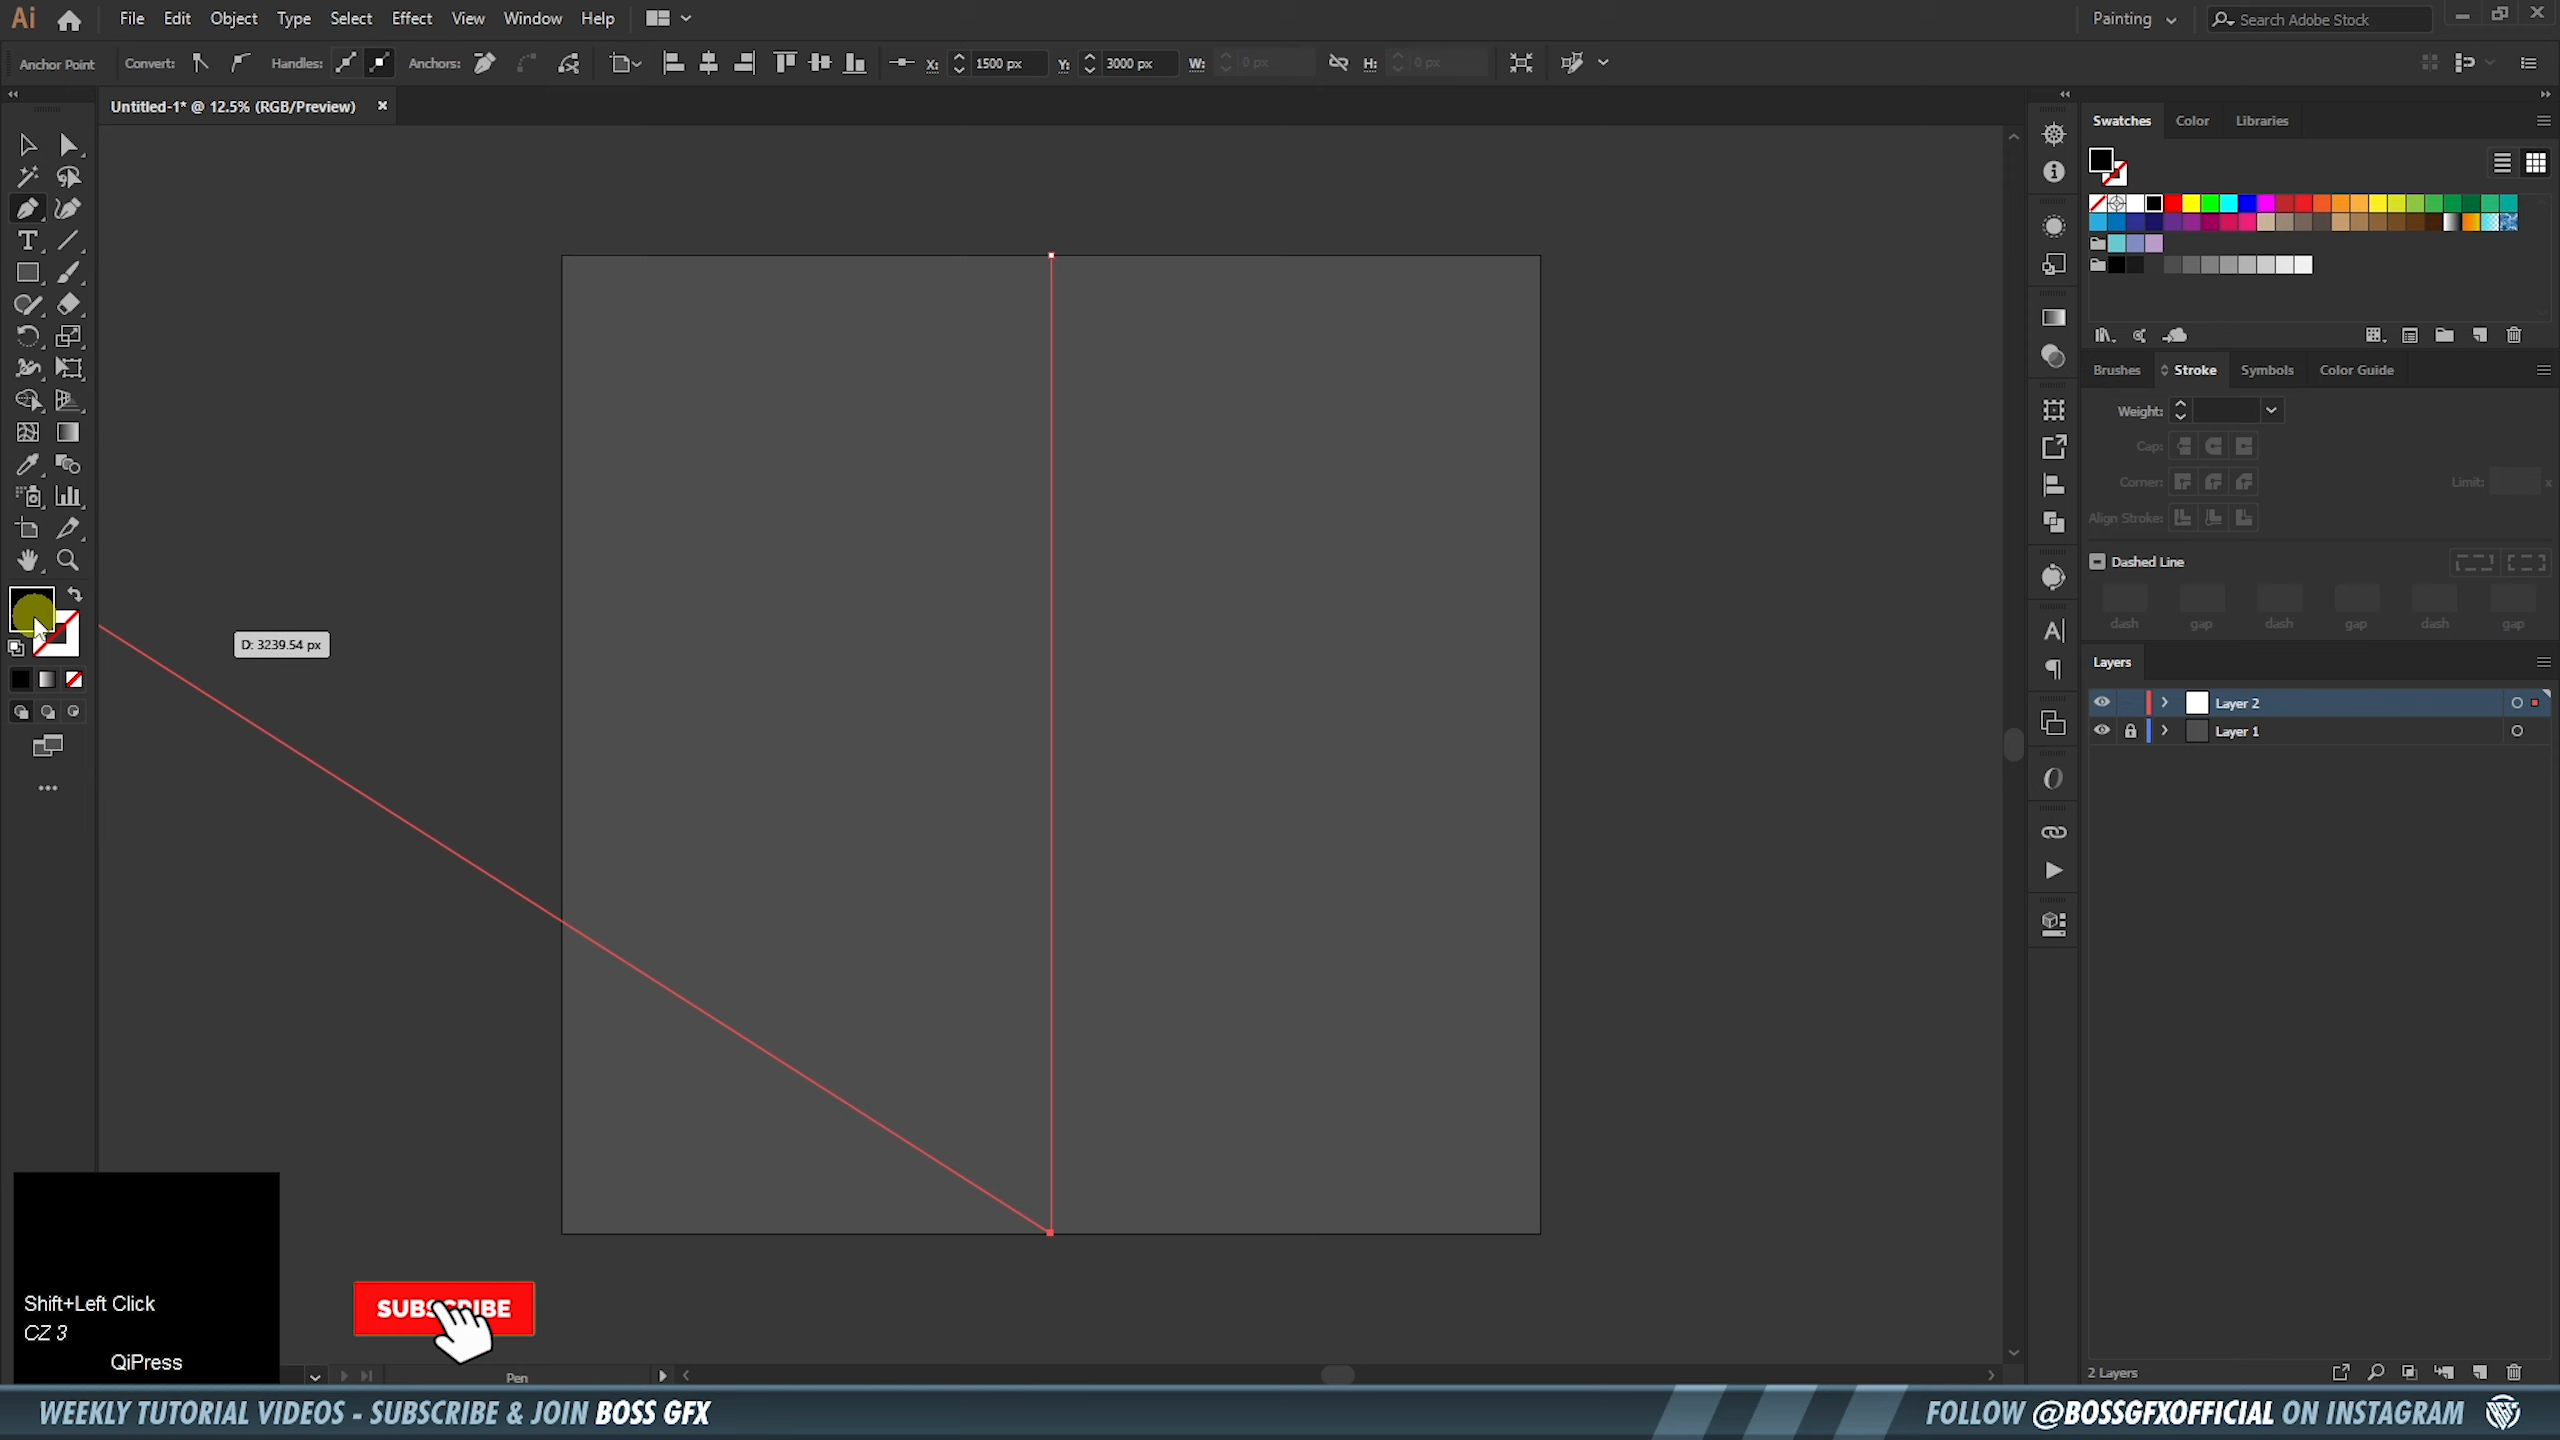 Ai File Edit Object Type Select Effect View Window Help Painting Search Adobe Stock
Anchor Point Convert: Handles: Anchors: X: 1500 px Y: 3000 px W: 0 px H: 0 px
Untitled-1* @ 12.5% (RGB/Preview)
Swatches Color Libraries
Brushes Stroke Symbols Color Guide
Weight:
Cap:
Corner: Limit: x
Align Stroke:
Dashed Line
dash gap dash gap dash gap
D: 3239.54 px
Layers
Layer 2
Layer 1
Shift+Left Click
CZ 3
QiPress
SUBSCRIBE
Pen
2 Layers
WEEKLY TUTORIAL VIDEOS - SUBSCRIBE & JOIN BOSS GFX
FOLLOW @BOSSGFXOFFICIAL ON INSTAGRAM